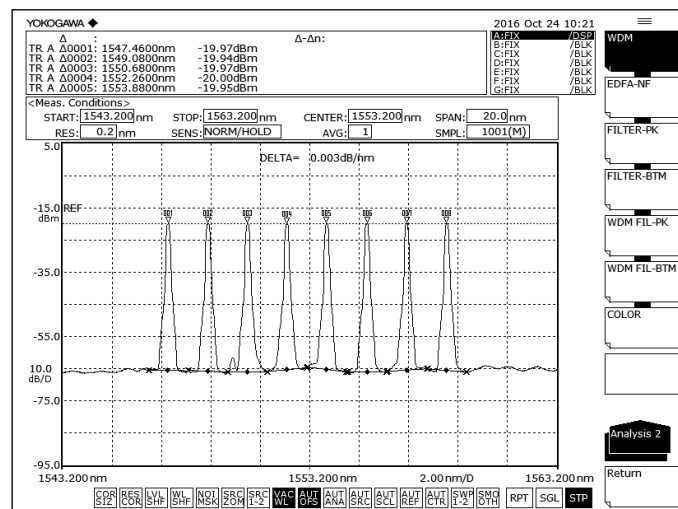 YOKOGAWA ◆
2016 Oct 24 10:21
Δ :
Δ-Δn:
TR A Δ0001: 1547.4600nm -19.97dBm
TR A Δ0002: 1549.0800nm -19.94dBm
TR A Δ0003: 1550.6800nm -19.97dBm
TR A Δ0004: 1552.2600nm -20.00dBm
TR A Δ0005: 1553.8800nm -19.95dBm
A:FIX /DSP
B:FIX /BLK
C:FIX /BLK
D:FIX /BLK
E:FIX /BLK
F:FIX /BLK
G:FIX /BLK
<Meas. Conditions>
START: 1543.200 nm STOP: 1563.200 nm CENTER: 1553.200 nm SPAN: 20.0 nm
RES: 0.2 nm SENS: NORM/HOLD AVG: 1 SMPL: 1001(M)
5.0
DELTA= 0.003dB/nm
-15.0 REF
dBm
001 002 003 004 005 006 007 008
-35.0
-55.0
10.0
dB/D
-75.0
-95.0
1543.200nm 1553.200nm 2.00nm/D 1563.200nm
COR SIZ
RES COR
LVL SHF
WL SHF
NOI MSK
SRC ZOM
SRC 1-2
VAC WL
AUT OFS
AUT ANA
AUT SRC
AUT SCL
AUT REF
AUT CTR
SWP 1-2
SMO OTH
RPT
SGL
STP
WDM
EDFA-NF
FILTER-PK
FILTER-BTM
WDM FIL-PK
WDM FIL-BTM
COLOR
Analysis 2
Return